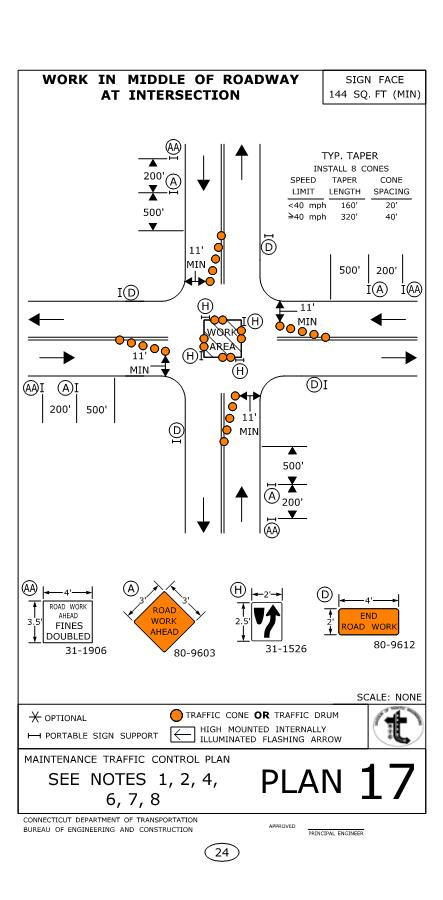 WORK IN MIDDLE OF ROADWAY
AT INTERSECTION
SIGN FACE
144 SQ. FT (MIN)
TYP. TAPER
INSTALL 8 CONES
SPEED LIMIT
TAPER LENGTH
CONE SPACING
<40 mph 160' 20'
≥40 mph 320' 40'
AA
200'
A
500'
D
11'
MIN
D
500'
200'
A
AA
H
H
WORK
AREA
H
H
11'
MIN
11'
MIN
AA
A
D
200'
500'
11'
MIN
D
500'
A
200'
AA
AA
4'
3.5'
ROAD WORK
AHEAD
FINES
DOUBLED
31-1906
A
3'
3'
ROAD
WORK
AHEAD
80-9603
H
2'
2.5'
31-1526
D
4'
2'
END
ROAD WORK
80-9612
SCALE: NONE
OPTIONAL
TRAFFIC CONE OR TRAFFIC DRUM
PORTABLE SIGN SUPPORT
HIGH MOUNTED INTERNALLY
ILLUMINATED FLASHING ARROW
MAINTENANCE TRAFFIC CONTROL PLAN
SEE NOTES 1, 2, 4,
6, 7, 8
PLAN 17
CONNECTICUT DEPARTMENT OF TRANSPORTATION
BUREAU OF ENGINEERING AND CONSTRUCTION
APPROVED
PRINCIPAL ENGINEER
24